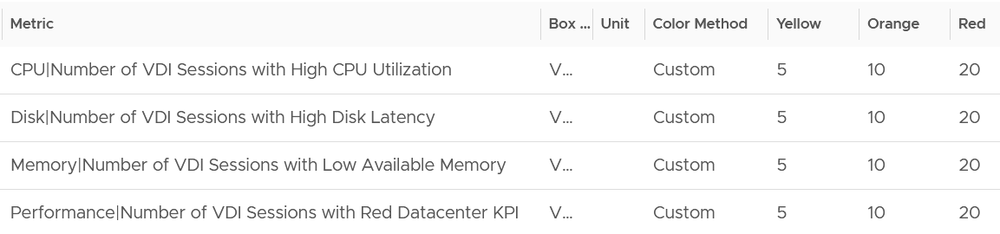 Metric Box ... Unit Color Method Yellow Orange Red
CPU|Number of VDI Sessions with High CPU Utilization V... Custom 5 10 20
Disk|Number of VDI Sessions with High Disk Latency V... Custom 5 10 20
Memory|Number of VDI Sessions with Low Available Memory V... Custom 5 10 20
Performance|Number of VDI Sessions with Red Datacenter KPI V... Custom 5 10 20